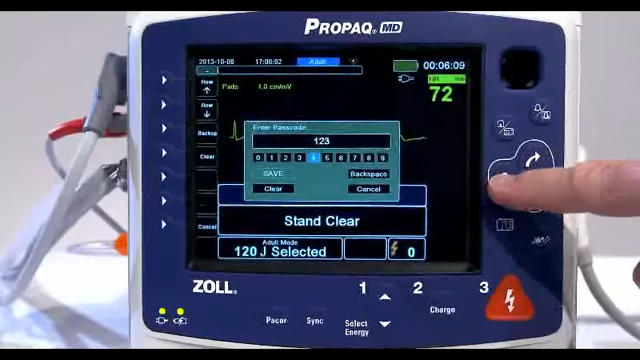 PROPAQ® MD
2013-10-08 17:00:02 Adult 00:06:09
Row
Pads 1.0 cm/mV
72
Row
Enter Passcode
Backsp
123
Clear
0 1 2 3 4 5 6 7 8 9
SAVE Backspace
Clear Cancel
Stand Clear
Cancel
Adult Mode
120 J Selected 0
ZOLL®
1 2 3
Pacer Sync Select Energy Charge